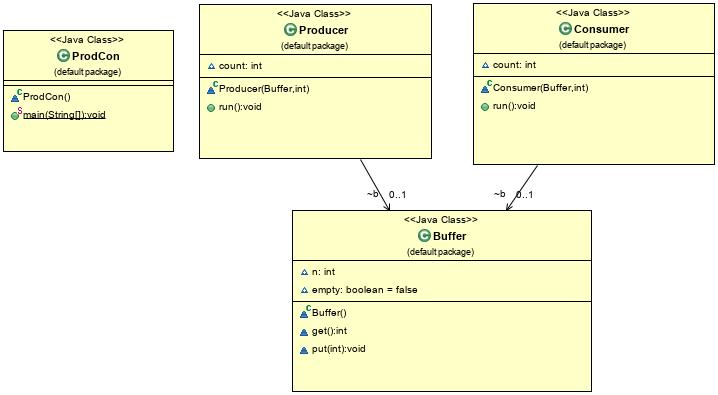 <<Java Class>>
ProdCon
(default package)
ProdCon()
main(String[]):void
<<Java Class>>
Producer
(default package)
count: int
Producer(Buffer,int)
run():void
<<Java Class>>
Consumer
(default package)
count: int
Consumer(Buffer,int)
run():void
~b 0..1
~b 0..1
<<Java Class>>
Buffer
(default package)
n: int
empty: boolean = false
Buffer()
get():int
put(int):void